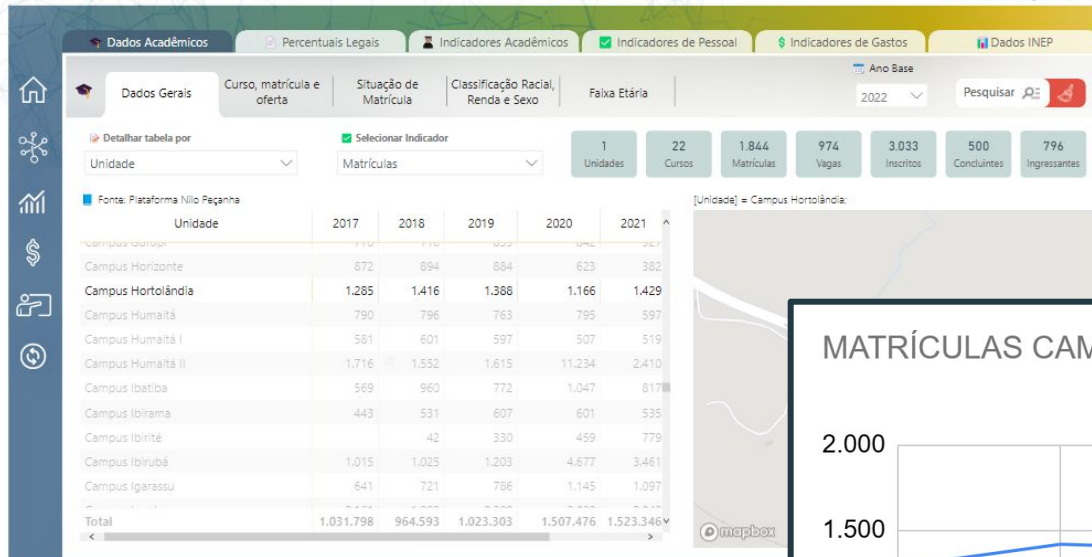 Dados Acadêmicos Percentuais Legais Indicadores Acadêmicos Indicadores de Pessoal $ Indicadores de Gastos Dados INEP
Ano Base
Dados Gerais Curso, matrícula e oferta Situação de Matrícula Classificação Racial, Renda e Sexo Faixa Etária 2022 Pesquisar
Detalhar tabela por Selecionar Indicador
Unidade Matrículas
1 22 1.844 974 3.033 500 796
Unidades Cursos Matrículas Vagas Inscritos Concluintes Ingressantes
Fonte: Plataforma Nilo Peçanha [Unidade] = Campus Hortolândia;
Unidade 2017 2018 2019 2020 2021
Campus Horizonte 872 894 884 623 382
Campus Hortolândia 1.285 1.416 1.388 1.166 1.429
Campus Humaitá 790 796 763 795 597
Campus Humaitá I 581 601 597 507 519
Campus Humaitá II 1.716 1.552 1.615 11.234 2.410
Campus Ibatiba 569 960 772 1.047 817
Campus Ibirama 443 531 607 601 535
Campus Ibirité 42 330 459 779
Campus Ibirubá 1.015 1.025 1.203 4.677 3.461
Campus Igarassu 641 721 786 1.145 1.097
Total 1.031.798 964.593 1.023.303 1.507.476 1.523.346
mapbox
MATRÍCULAS CAM
2.000
1.500